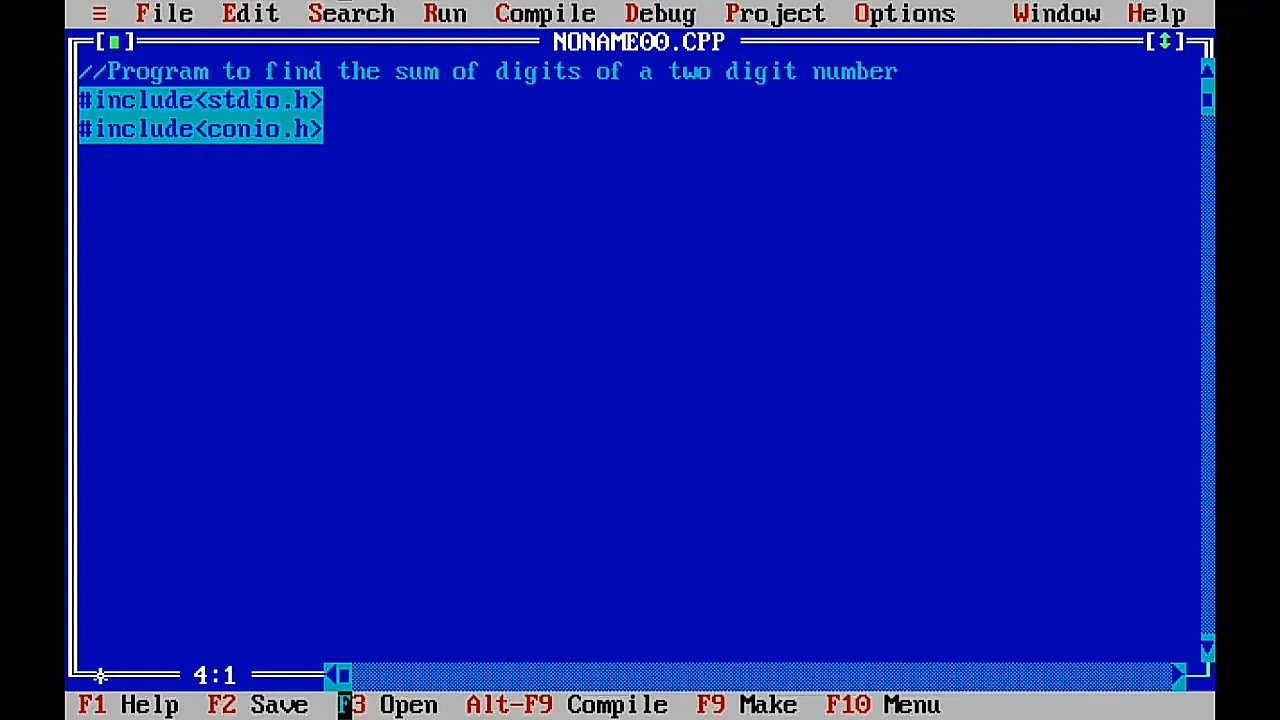 ≡ File Edit Search Run Compile Debug Project Options Window Help
[■] NONAME00.CPP [↕]
//Program to find the sum of digits of a two digit number
#include<stdio.h>
#include<conio.h>
4:1
F1 Help F2 Save F3 Open Alt-F9 Compile F9 Make F10 Menu